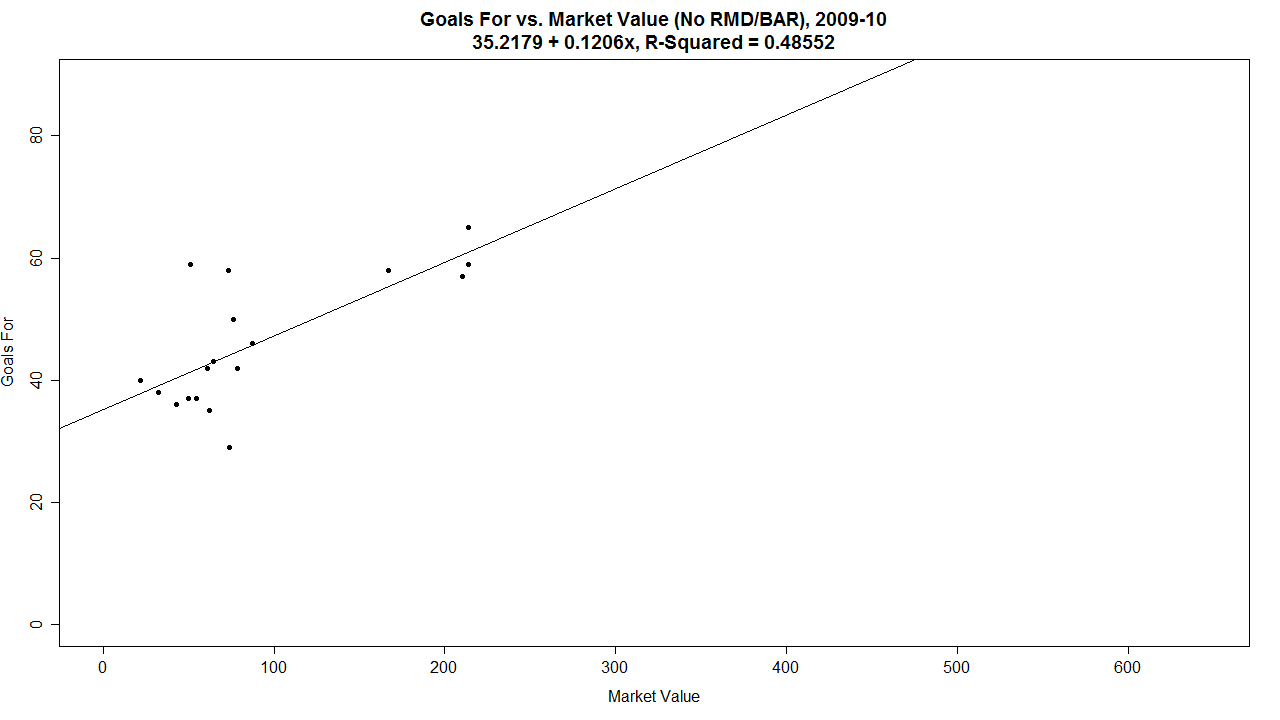 Goals For vs. Market Value (No RMD/BAR), 2009-10
35.2179 + 0.1206x, R-Squared = 0.48552
Goals For
80
60
40
20
0
0 100 200 300 400 500 600
Market Value